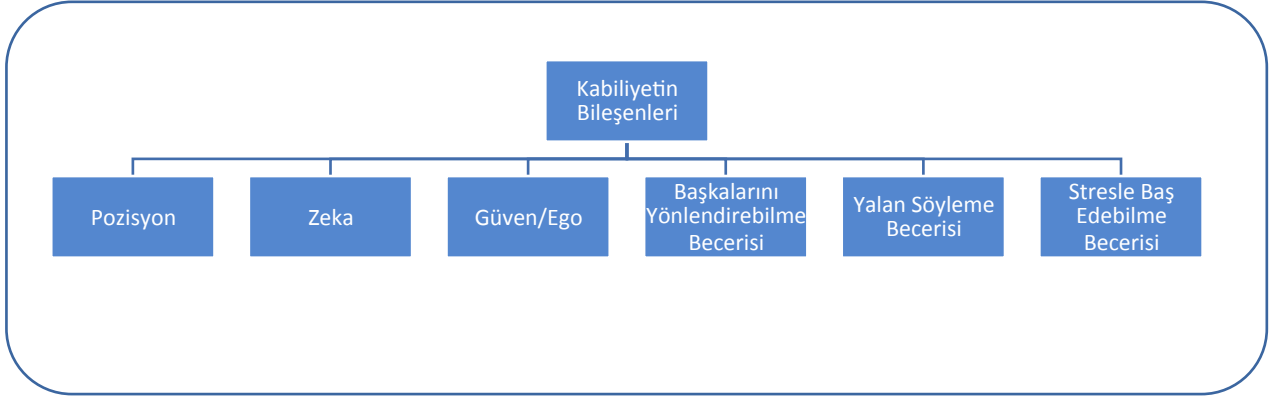 Kabiliyetin
Bileşenleri
Pozisyon
Zeka
Güven/Ego
Başkalarını
Yönlendirebilme
Becerisi
Yalan Söyleme
Becerisi
Stresle Baş
Edebilme
Becerisi